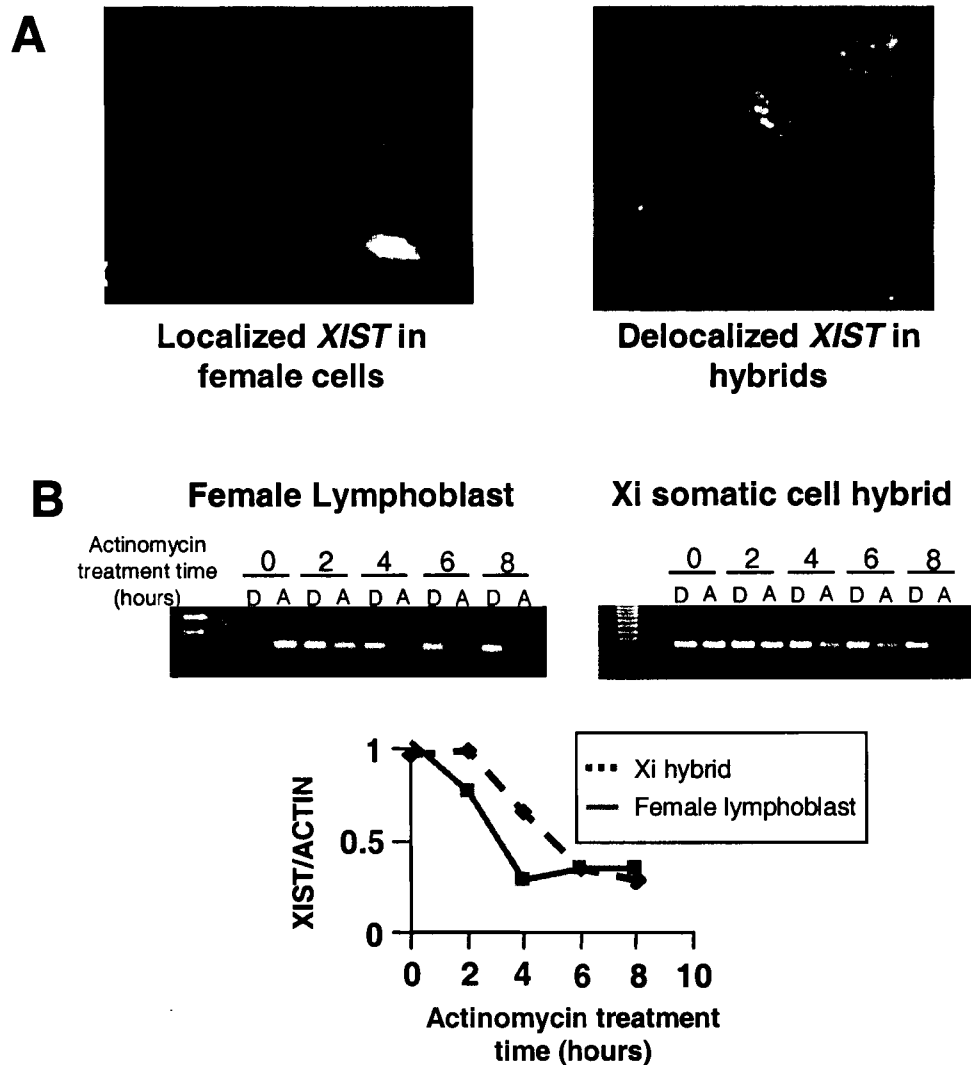 A
Localized XIST in
female cells
Delocalized XIST in
hybrids
B
Female Lymphoblast
Xi somatic cell hybrid
Actinomycin
treatment time
(hours)
0 2 4 6 8
D A D A D A D A D A
0 2 4 6 8
D A D A D A D A D A
XIST/ACTIN
1
0.5
0
Xi hybrid
Female lymphoblast
0 2 4 6 8 10
Actinomycin treatment
time (hours)